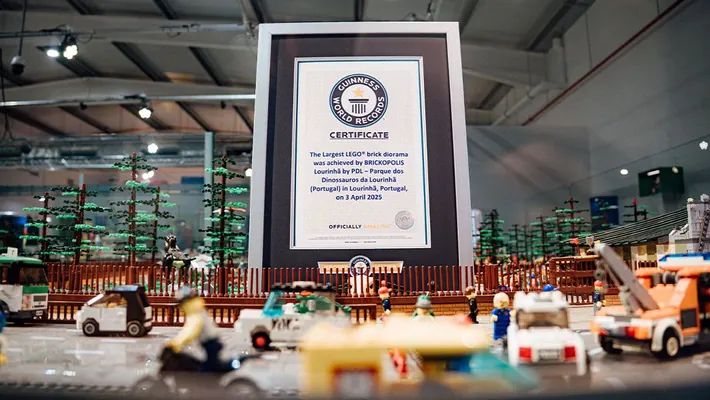 GUINNESS
WORLD RECORDS
CERTIFICATE
The Largest LEGO® brick diorama
was achieved by BRICKOPOLIS
Lourinhã by PDL – Parque dos
Dinossauros da Lourinhã
(Portugal) in Lourinhã, Portugal,
on 3 April 2025
OFFICIALLY AMAZING